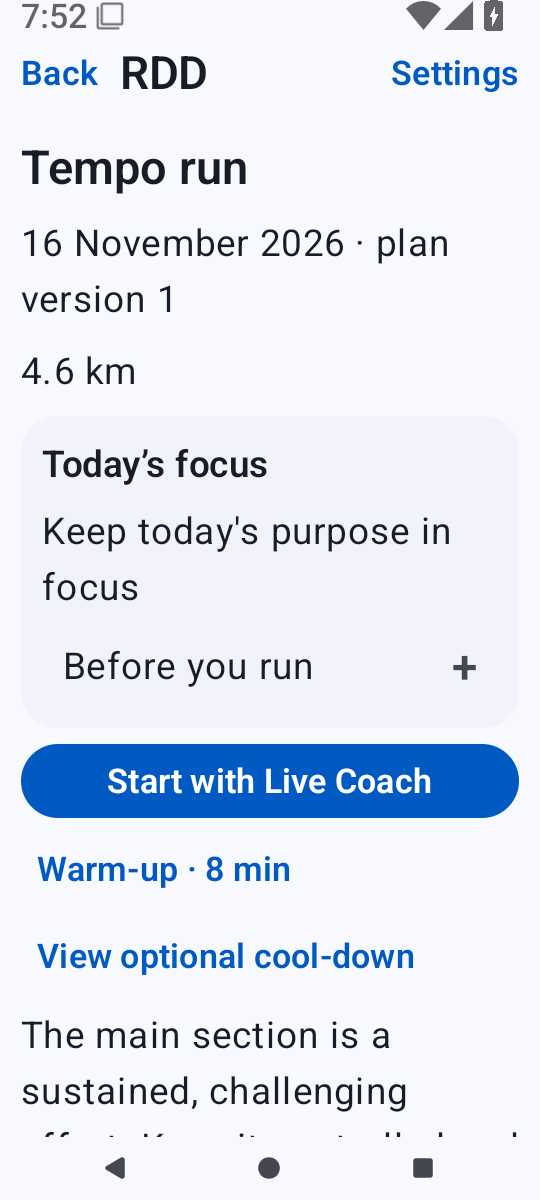 7:52
Back RDD Settings
Tempo run
16 November 2026 · plan
version 1
4.6 km
Today’s focus
Keep today's purpose in
focus
Before you run +
Start with Live Coach
Warm-up · 8 min
View optional cool-down
The main section is a
sustained, challenging